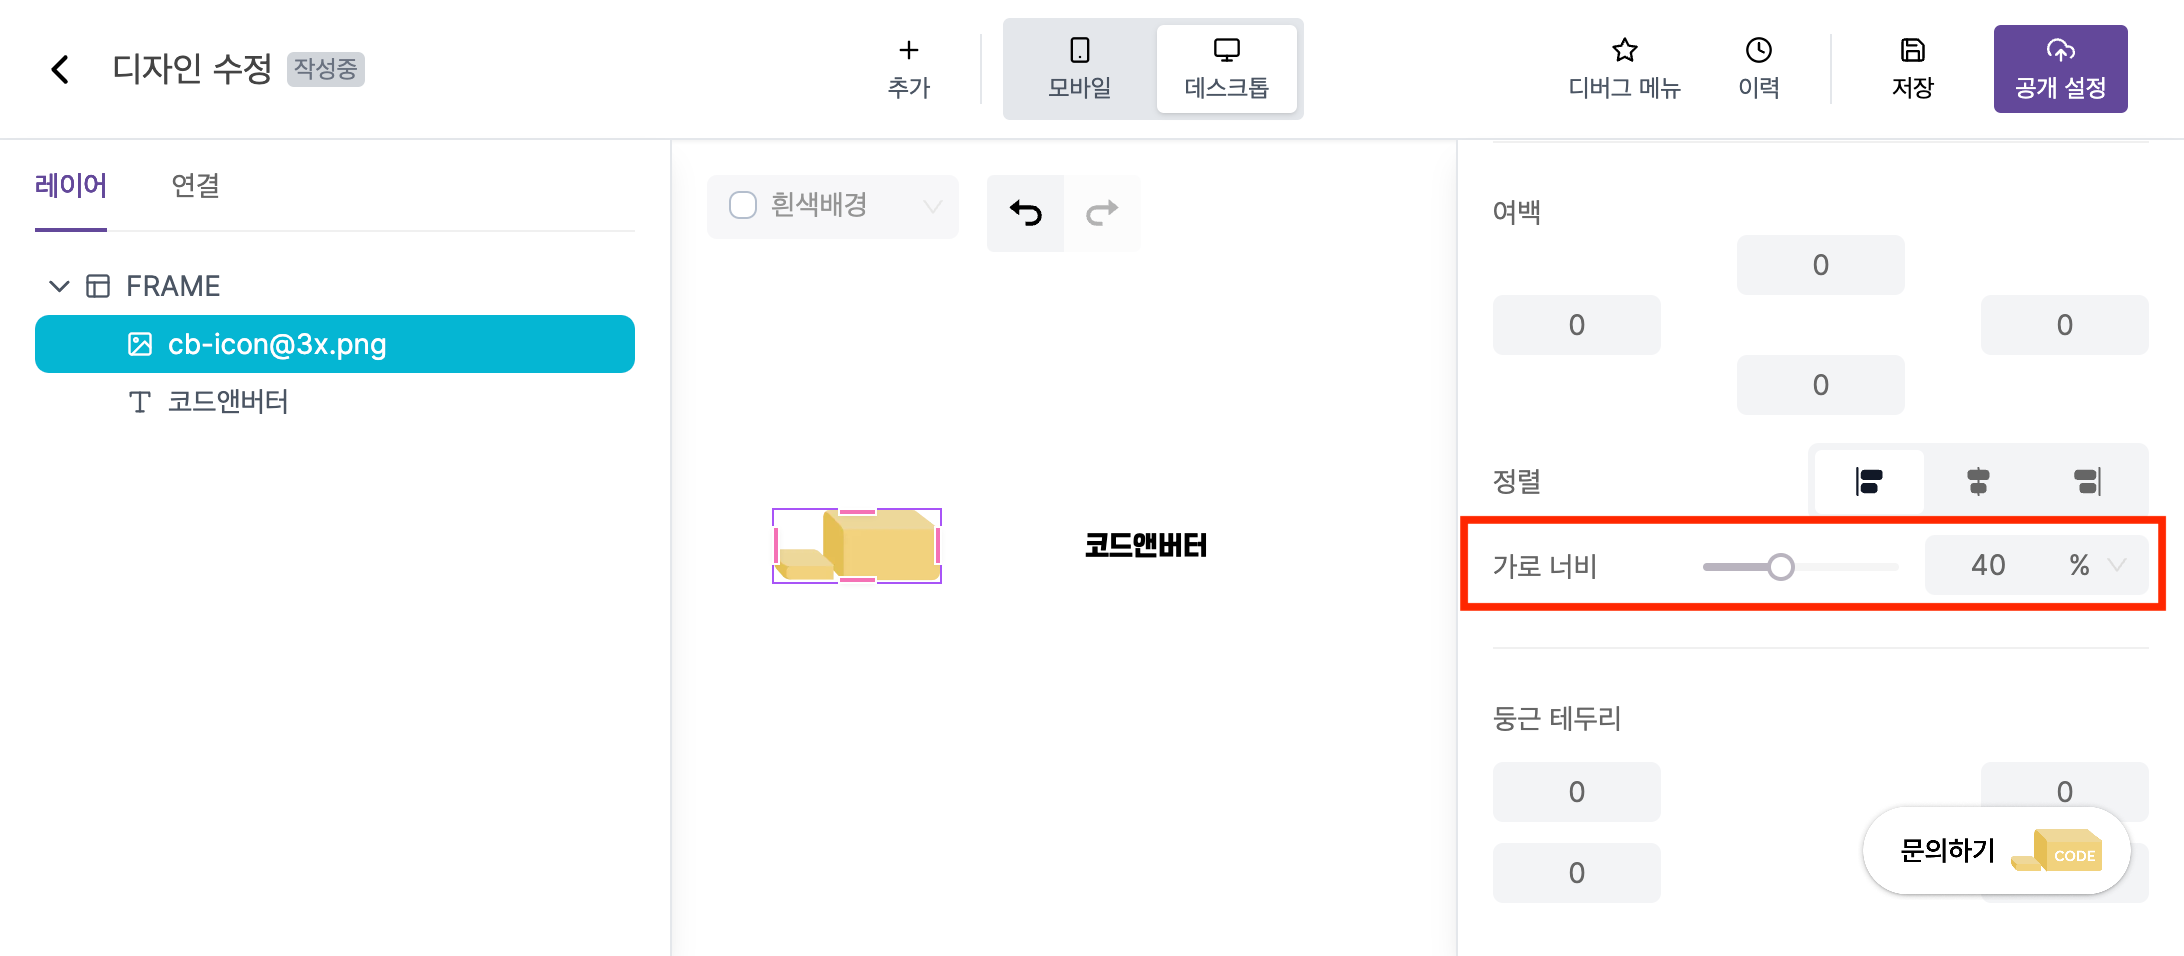 디자인 수정 작성중
추가
모바일
데스크톱
디버그 메뉴
이력
저장
공개 설정
레이어 연결
FRAME
cb-icon@3x.png
코드앤버터
흰색배경
코드앤버터
여백
0
0 0
0
정렬
가로 너비 40 %
둥근 테두리
0 0
0
문의하기 CODE